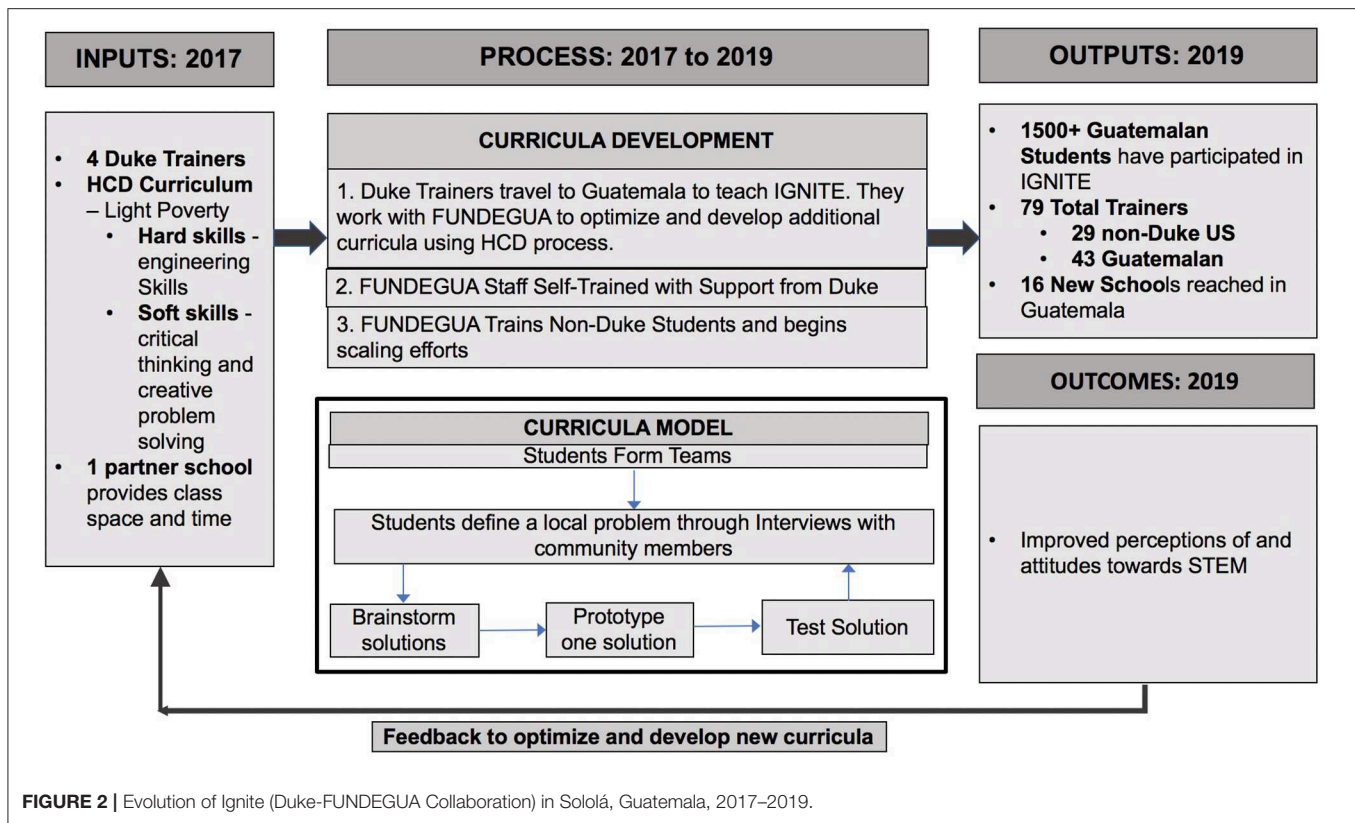 INPUTS: 2017
• 4 Duke Trainers
• HCD Curriculum
– Light Poverty
• Hard skills -
engineering
Skills
• Soft skills -
critical
thinking and
creative
problem
solving
• 1 partner school
provides class
space and time
PROCESS: 2017 to 2019
CURRICULA DEVELOPMENT
1. Duke Trainers travel to Guatemala to teach IGNITE. They
work with FUNDEGUA to optimize and develop additional
curricula using HCD process.
2. FUNDEGUA Staff Self-Trained with Support from Duke
3. FUNDEGUA Trains Non-Duke Students and begins
scaling efforts
CURRICULA MODEL
Students Form Teams
Students define a local problem through Interviews with
community members
Brainstorm
solutions
Prototype
one solution
Test Solution
OUTPUTS: 2019
• 1500+ Guatemalan
Students have participated in
IGNITE
• 79 Total Trainers
• 29 non-Duke US
• 43 Guatemalan
• 16 New Schools reached in
Guatemala
OUTCOMES: 2019
• Improved perceptions of and
attitudes towards STEM
Feedback to optimize and develop new curricula
FIGURE 2 | Evolution of Ignite (Duke-FUNDEGUA Collaboration) in Sololá, Guatemala, 2017–2019.